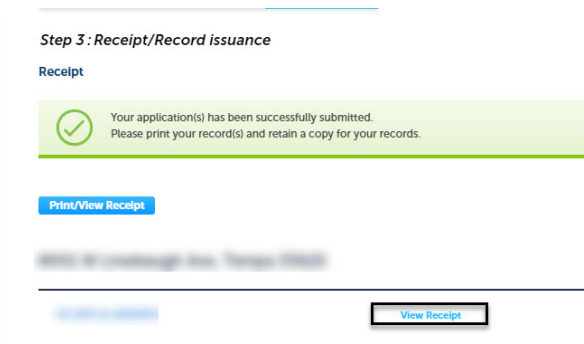 Step 3 : Receipt/Record issuance
Receipt
Your application(s) has been successfully submitted.
Please print your record(s) and retain a copy for your records.
Print/View Receipt
View Receipt